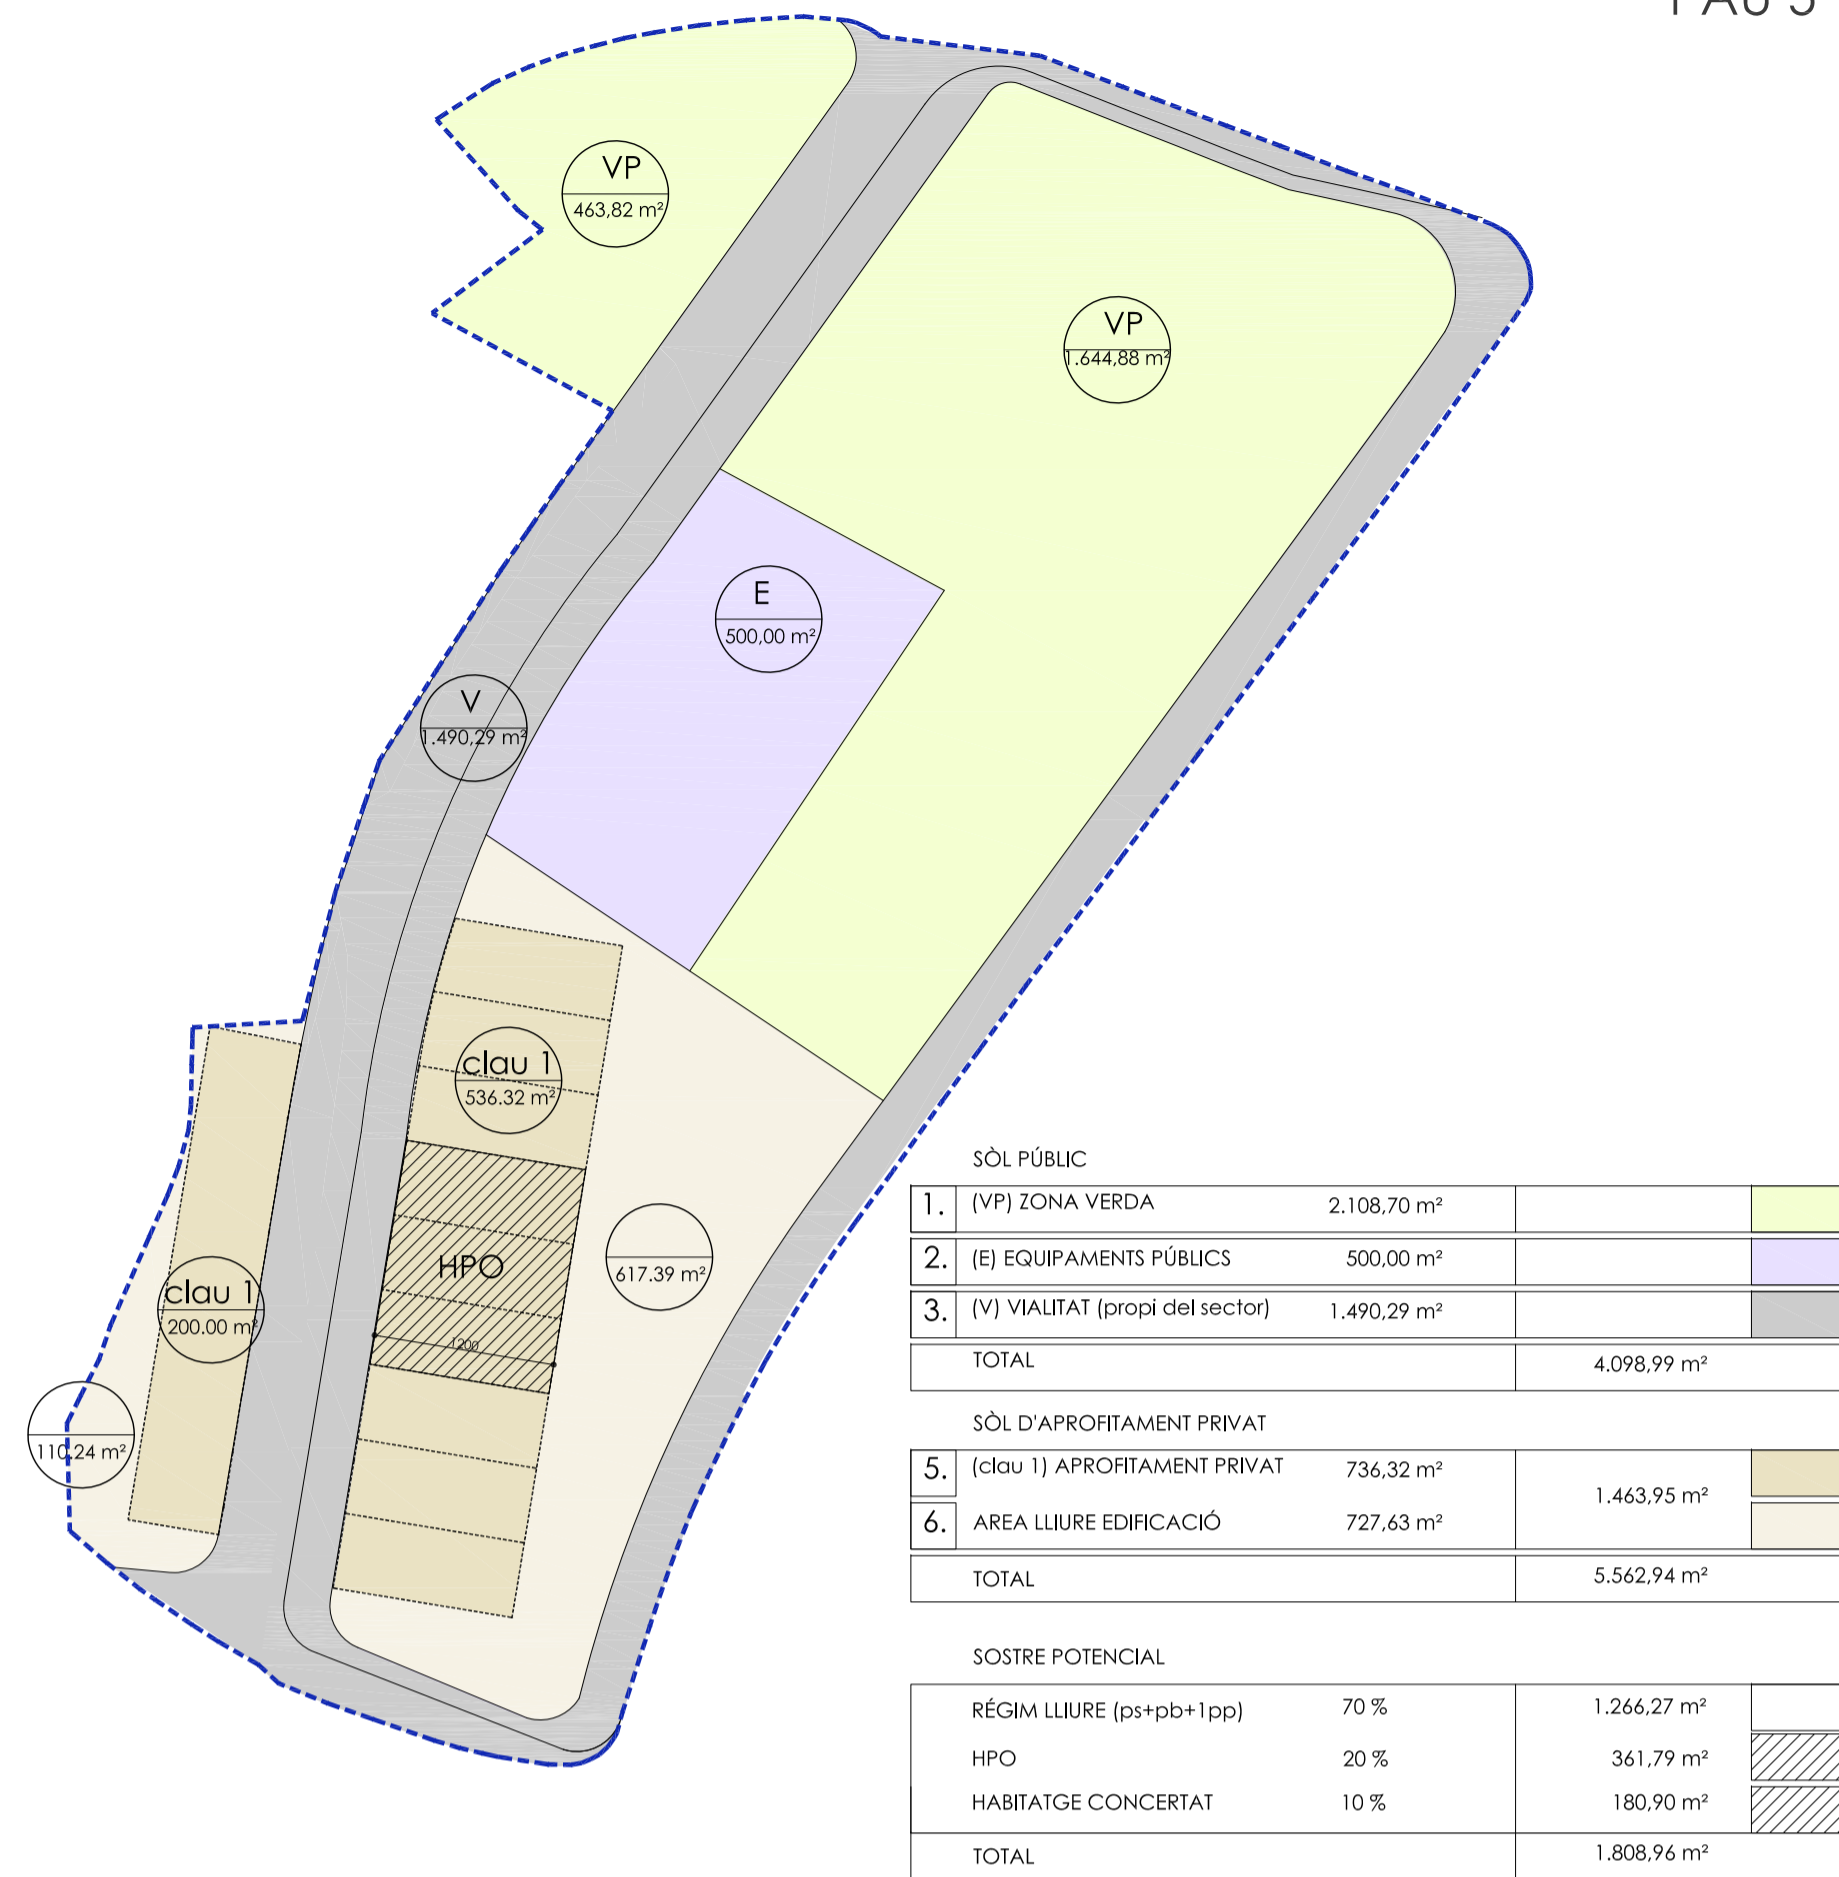 VP
463,82 m²
VP
1.644,88 m²
E
500,00 m²
V
1.490,29 m²
clau 1
536.32 m²
HPO
1200
617.39 m²
clau 1
200.00 m²
110.24 m²
SÒL PÚBLIC
1. (VP) ZONA VERDA 2.108,70 m²
2. (E) EQUIPAMENTS PÚBLICS 500,00 m²
3. (V) VIALITAT (propi del sector) 1.490,29 m²
TOTAL 4.098,99 m²
SÒL D'APROFITAMENT PRIVAT
5. (clau 1) APROFITAMENT PRIVAT 736,32 m²
1.463,95 m²
6. AREA LLIURE EDIFICACIÓ 727,63 m²
TOTAL 5.562,94 m²
SOSTRE POTENCIAL
RÉGIM LLIURE (ps+pb+1pp) 70 % 1.266,27 m²
HPO 20 % 361,79 m²
HABITATGE CONCERTAT 10 % 180,90 m²
TOTAL 1.808,96 m²